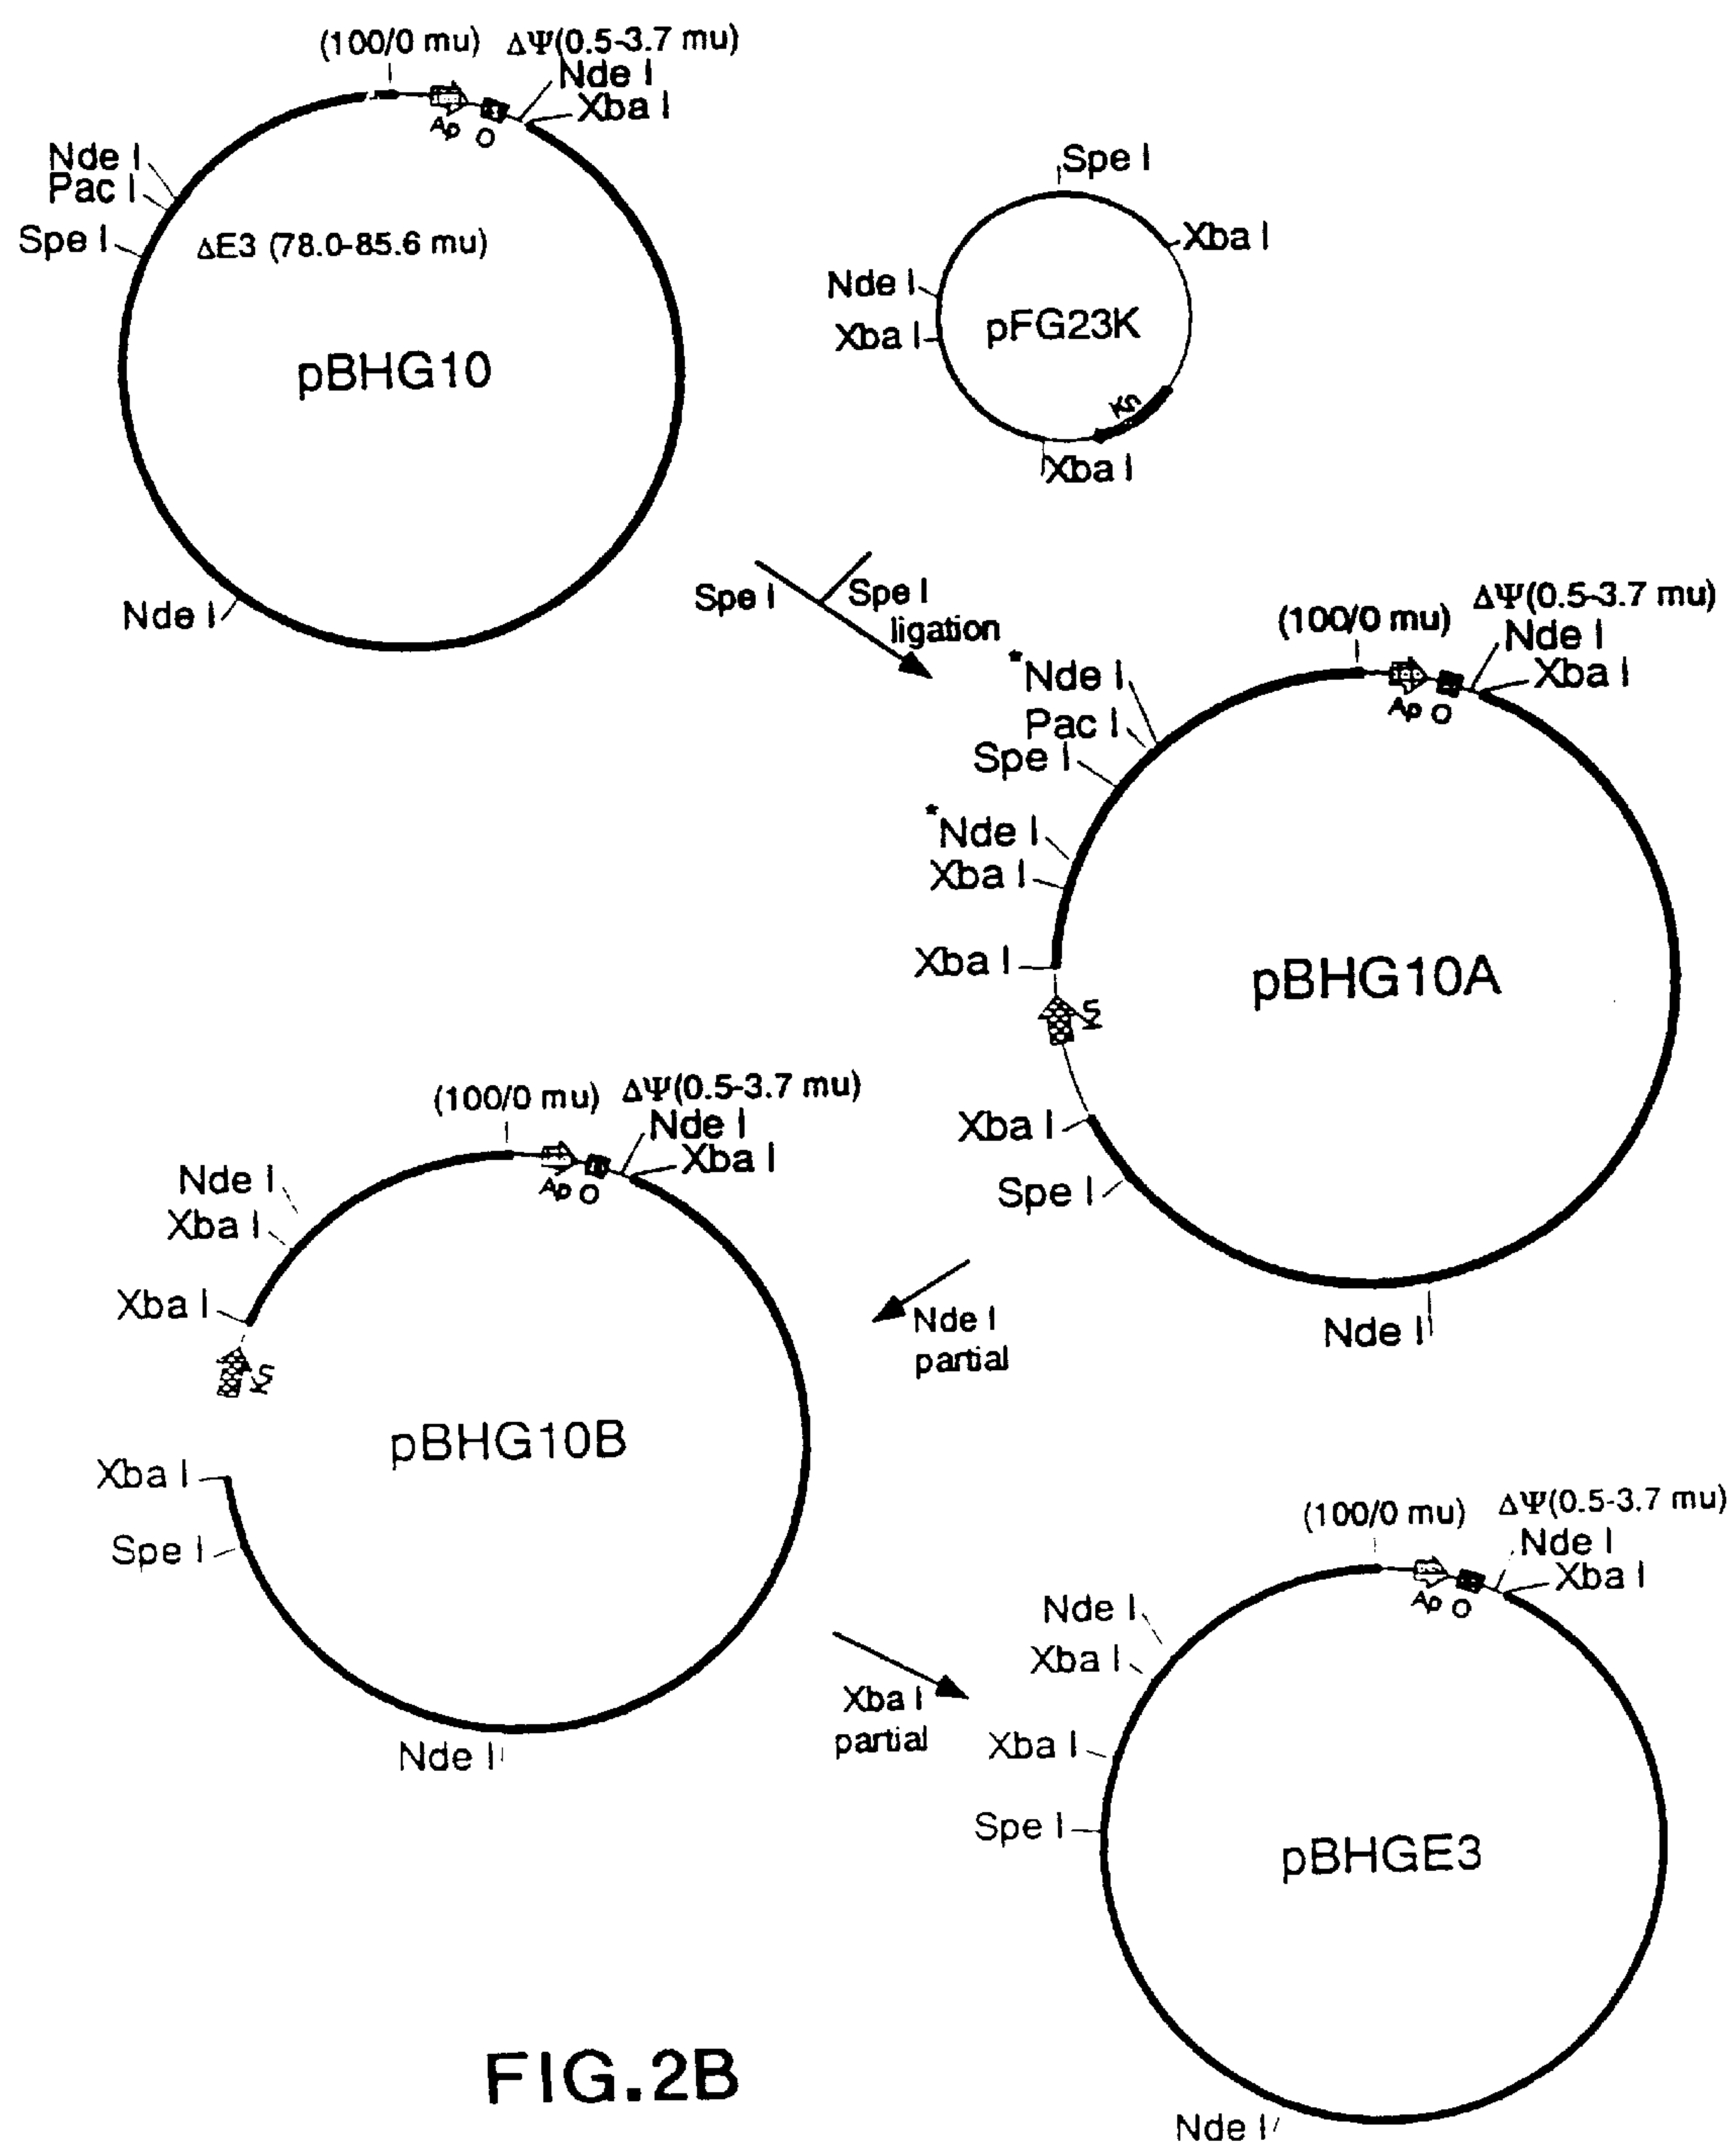 (100/0 mu) ΔΨ(0.5-3.7 mu)
Nde I
Xba I
Ap O
Nde I
Pac I
Spe I
ΔE3 (78.0-85.6 mu)
pBHG10
Nde I
Spe I
Xba I
Nde I
Xba I
pFG23K
Kn
Xba I
Spe I
Spe I
ligation
(100/0 mu) ΔΨ(0.5-3.7 mu)
Nde I
Xba I
Ap O
*Nde I
Pac I
Spe I
*Nde I
Xba I
Xba I
pBHG10A
Kn
Xba I
Spe I
Nde I
Nde I
partial
(100/0 mu) ΔΨ(0.5-3.7 mu)
Nde I
Xba I
Ap O
Nde I
Xba I
Xba I
Kn
pBHG10B
Xba I
Spe I
Nde I
Xba I
partial
(100/0 mu) ΔΨ(0.5-3.7 mu)
Nde I
Xba I
Ap O
Nde I
Xba I
Xba I
Spe I
pBHGE3
Nde I
FIG.2B